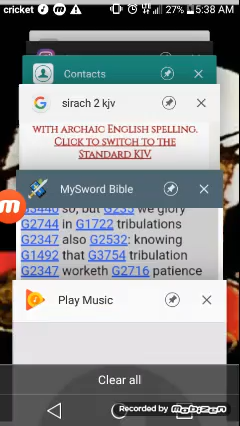 cricket 27% 5:38 AM
Contacts
sirach 2 kjv
WITH ARCHAIC ENGLISH SPELLING.
CLICK TO SWITCH TO THE
STANDARD KJV.
MySword Bible
G5440 so, but G235 we glory
G2744 in G1722 tribulations
G2347 also G2532: knowing
G1492 that G3754 tribulation
G2347 worketh G2716 patience
Play Music
Clear all
Recorded by mobizen